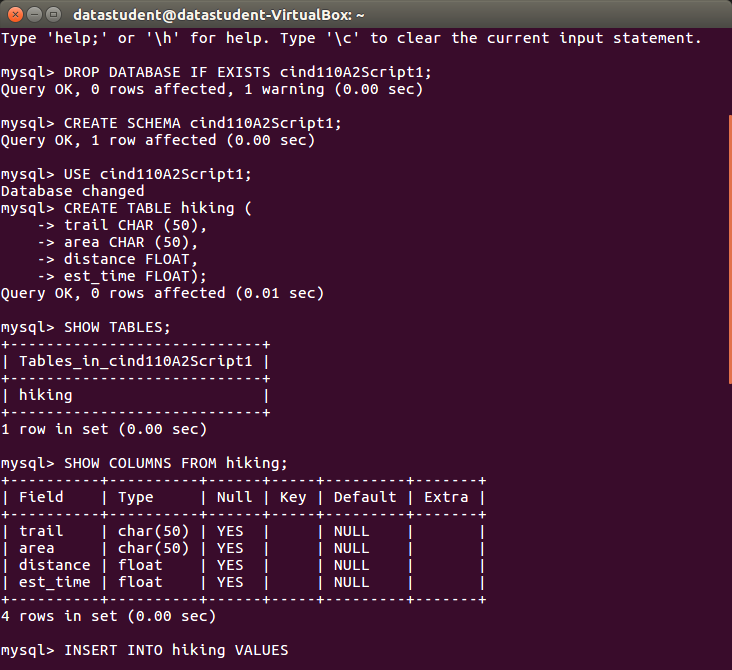 datastudent@datastudent-VirtualBox: ~
Type 'help;' or '\h' for help. Type '\c' to clear the current input statement.
mysql> DROP DATABASE IF EXISTS cind110A2Script1;
Query OK, 0 rows affected, 1 warning (0.00 sec)
mysql> CREATE SCHEMA cind110A2Script1;
Query OK, 1 row affected (0.00 sec)
mysql> USE cind110A2Script1;
Database changed
mysql> CREATE TABLE hiking (
    -> trail CHAR (50),
    -> area CHAR (50),
    -> distance FLOAT,
    -> est_time FLOAT);
Query OK, 0 rows affected (0.01 sec)
mysql> SHOW TABLES;
+----------------------------+
| Tables_in_cind110A2Script1 |
+----------------------------+
| hiking                     |
+----------------------------+
1 row in set (0.00 sec)
mysql> SHOW COLUMNS FROM hiking;
+----------+----------+------+-----+---------+-------+
| Field    | Type     | Null | Key | Default | Extra |
+----------+----------+------+-----+---------+-------+
| trail    | char(50) | YES  |     | NULL    |       |
| area     | char(50) | YES  |     | NULL    |       |
| distance | float    | YES  |     | NULL    |       |
| est_time | float    | YES  |     | NULL    |       |
+----------+----------+------+-----+---------+-------+
4 rows in set (0.00 sec)
mysql> INSERT INTO hiking VALUES